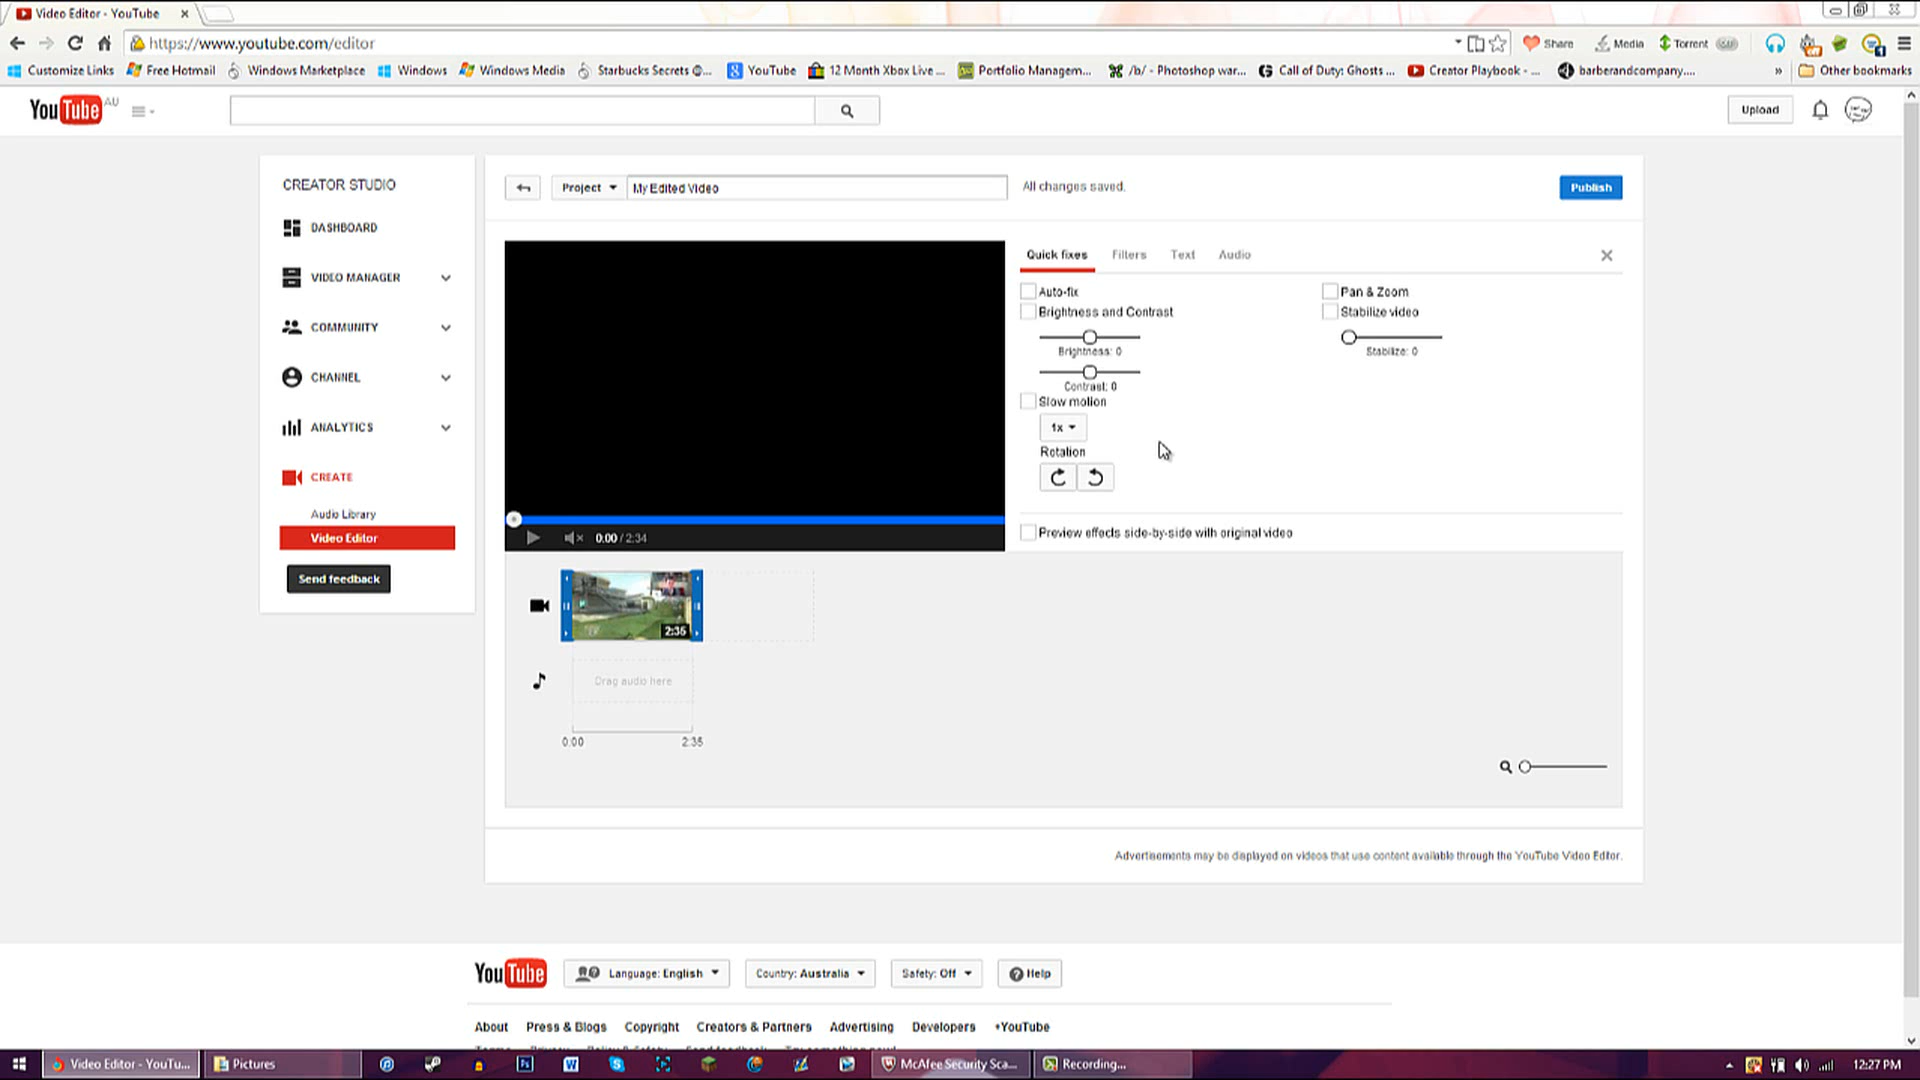 Video Editor - YouTube
https://www.youtube.com/editor
Share
Media
Torrent
Customize Links
Free Hotmail
Windows Marketplace
Windows
Windows Media
Starbucks Secrets @...
YouTube
12 Month Xbox Live ...
Portfolio Managem...
/b/ - Photoshop war...
Call of Duty: Ghosts ...
Creator Playbook - ...
barberandcompany....
»
Other bookmarks
YouTube AU
Upload
CREATOR STUDIO
DASHBOARD
VIDEO MANAGER
COMMUNITY
CHANNEL
ANALYTICS
CREATE
Audio Library
Video Editor
Send feedback
Project
My Edited Video
All changes saved.
Publish
Quick fixes
Filters
Text
Audio
Auto-fix
Brightness and Contrast
Brightness: 0
Contrast: 0
Slow motion
1x
Rotation
Pan & Zoom
Stabilize video
Stabilize: 0
Preview effects side-by-side with original video
0:00 / 2:34
2:35
Drag audio here
0:00
2:35
Advertisements may be displayed on videos that use content available through the YouTube Video Editor.
YouTube
Language: English
Country: Australia
Safety: Off
Help
About
Press & Blogs
Copyright
Creators & Partners
Advertising
Developers
+YouTube
Video Editor - YouTu...
Pictures
McAfee Security Sca...
Recording...
12:27 PM